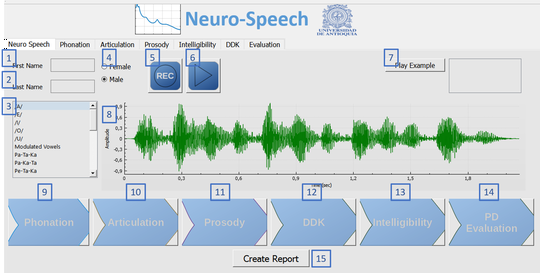 Neuro-Speech
UNIVERSIDAD
DE ANTIOQUIA
Neuro Speech Phonation Articulation Prosody Intelligibility DDK Evaluation
1 4 5 6 7
First Name Female REC Play Example
2 Male
Last Name
3 8
/A/
/E/
/I/
/O/
/U/
Modulated Vowels
Pa-Ta-Ka
Pa-Ka-Ta
Pe-Ta-Ka
Amplitude
0,9
0,6
0,3
0
-0,3
-0,6
-0,9
0 0,3 0,6 0,9 1,2 1,5 1,8
Time(sec)
9 10 11 12 13 14
Phonation Articulation Prosody DDK Intelligibility PD
Evaluation
Create Report 15